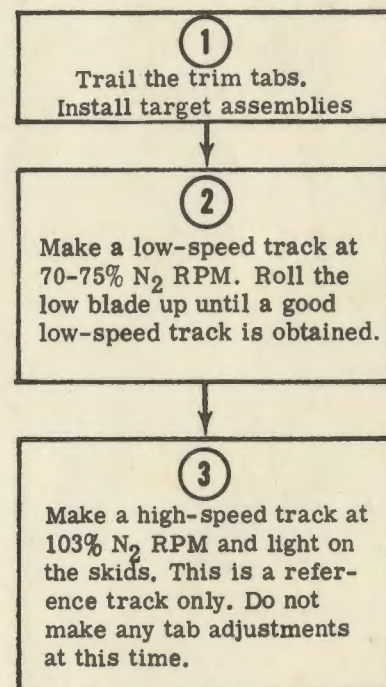 1
Trail the trim tabs.
Install target assemblies
2
Make a low-speed track at
70-75% N₂ RPM. Roll the
low blade up until a good
low-speed track is obtained.
3
Make a high-speed track at
103% N₂ RPM and light on
the skids. This is a refer-
ence track only. Do not
make any tab adjustments
at this time.